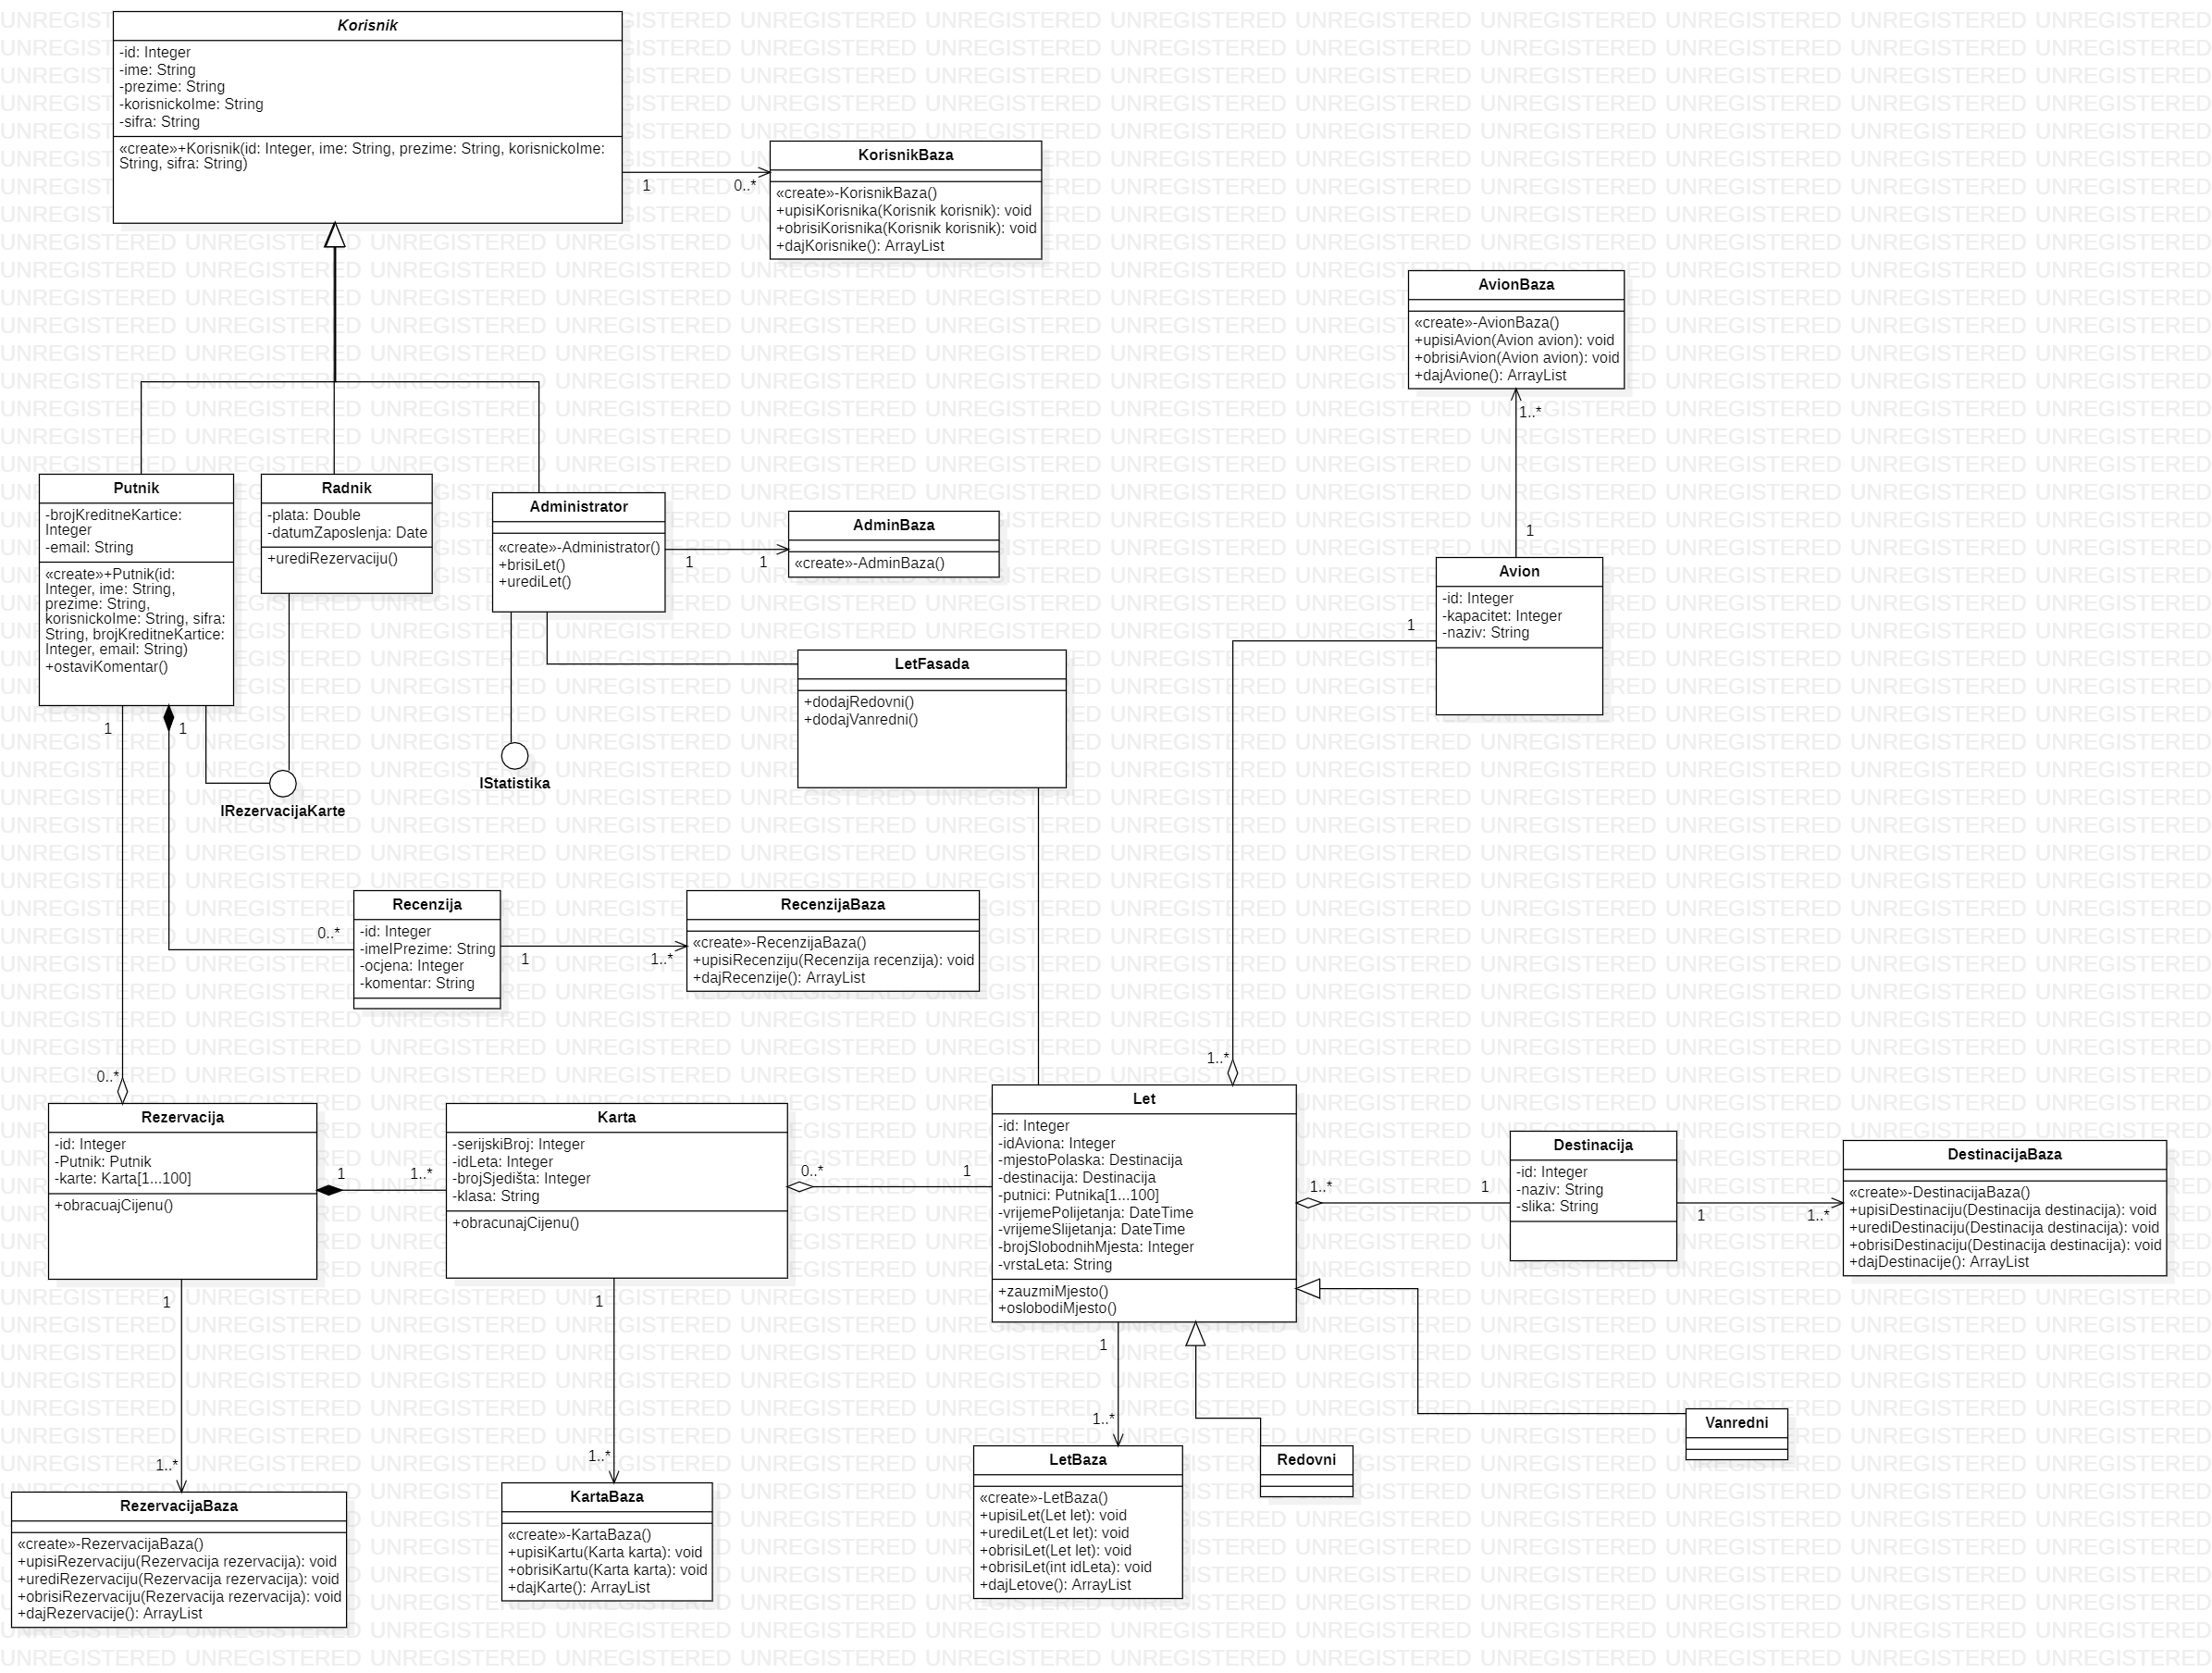 Korisnik
-id: Integer
-ime: String
-prezime: String
-korisnickoIme: String
-sifra: String
«create»+Korisnik(id: Integer, ime: String, prezime: String, korisnickoIme:
String, sifra: String)
1
0..*
KorisnikBaza
«create»-KorisnikBaza()
+upisiKorisnika(Korisnik korisnik): void
+obrisiKorisnika(Korisnik korisnik): void
+dajKorisnike(): ArrayList
AvionBaza
«create»-AvionBaza()
+upisiAvion(Avion avion): void
+obrisiAvion(Avion avion): void
+dajAvione(): ArrayList
1..*
1
Putnik
-brojKreditneKartice:
Integer
-email: String
«create»+Putnik(id:
Integer, ime: String,
prezime: String,
korisnickoIme: String, sifra:
String, brojKreditneKartice:
Integer, email: String)
+ostaviKomentar()
Radnik
-plata: Double
-datumZaposlenja: Date
+urediRezervaciju()
Administrator
«create»-Administrator()
+brisiLet()
+urediLet()
1
1
AdminBaza
«create»-AdminBaza()
Avion
-id: Integer
-kapacitet: Integer
-naziv: String
1
LetFasada
+dodajRedovni()
+dodajVanredni()
1
1
IRezervacijaKarte
IStatistika
0..*
Recenzija
-id: Integer
-imeIPrezime: String
-ocjena: Integer
-komentar: String
1
1..*
RecenzijaBaza
«create»-RecenzijaBaza()
+upisiRecenziju(Recenzija recenzija): void
+dajRecenzije(): ArrayList
0..*
1..*
Rezervacija
-id: Integer
-Putnik: Putnik
-karte: Karta[1...100]
+obracuajCijenu()
1
1..*
Karta
-serijskiBroj: Integer
-idLeta: Integer
-brojSjedišta: Integer
-klasa: String
+obracunajCijenu()
0..*
1
Let
-id: Integer
-idAviona: Integer
-mjestoPolaska: Destinacija
-destinacija: Destinacija
-putnici: Putnika[1...100]
-vrijemePolijetanja: DateTime
-vrijemeSlijetanja: DateTime
-brojSlobodnihMjesta: Integer
-vrstaLeta: String
+zauzmiMjesto()
+oslobodiMjesto()
1..*
1
Destinacija
-id: Integer
-naziv: String
-slika: String
1
1..*
DestinacijaBaza
«create»-DestinacijaBaza()
+upisiDestinaciju(Destinacija destinacija): void
+urediDestinaciju(Destinacija destinacija): void
+obrisiDestinaciju(Destinacija destinacija): void
+dajDestinacije(): ArrayList
1
1..*
RezervacijaBaza
«create»-RezervacijaBaza()
+upisiRezervaciju(Rezervacija rezervacija): void
+urediRezervaciju(Rezervacija rezervacija): void
+obrisiRezervaciju(Rezervacija rezervacija): void
+dajRezervacije(): ArrayList
1
1..*
KartaBaza
«create»-KartaBaza()
+upisiKartu(Karta karta): void
+obrisiKartu(Karta karta): void
+dajKarte(): ArrayList
1
1..*
LetBaza
«create»-LetBaza()
+upisiLet(Let let): void
+urediLet(Let let): void
+obrisiLet(Let let): void
+obrisiLet(int idLeta): void
+dajLetove(): ArrayList
Redovni
Vanredni
UNREGISTERED